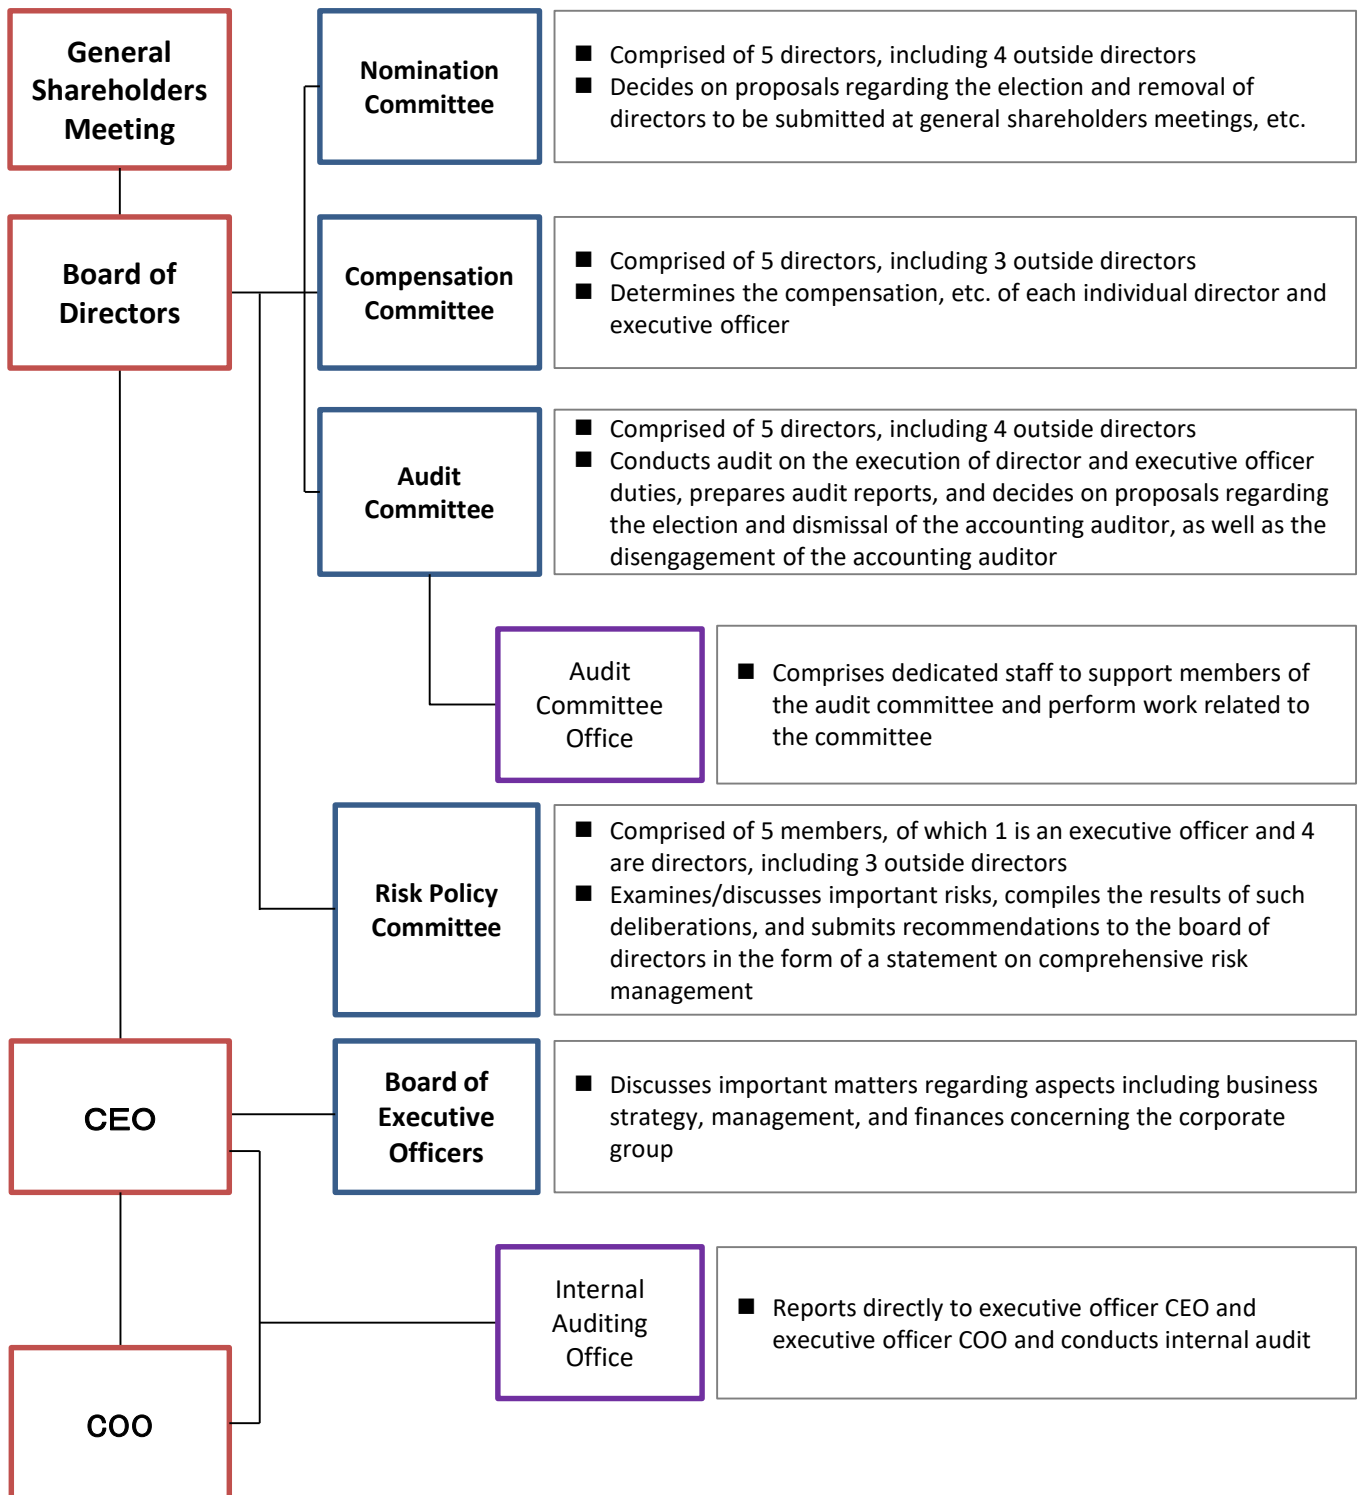 General
Shareholders
Meeting
Nomination
Committee
■ Comprised of 5 directors, including 4 outside directors
■ Decides on proposals regarding the election and removal of
directors to be submitted at general shareholders meetings, etc.
Board of
Directors
Compensation
Committee
■ Comprised of 5 directors, including 3 outside directors
■ Determines the compensation, etc. of each individual director and
executive officer
Audit
Committee
■ Comprised of 5 directors, including 4 outside directors
■ Conducts audit on the execution of director and executive officer
duties, prepares audit reports, and decides on proposals regarding
the election and dismissal of the accounting auditor, as well as the
disengagement of the accounting auditor
Audit
Committee
Office
■ Comprises dedicated staff to support members of
the audit committee and perform work related to
the committee
Risk Policy
Committee
■ Comprised of 5 members, of which 1 is an executive officer and 4
are directors, including 3 outside directors
■ Examines/discusses important risks, compiles the results of such
deliberations, and submits recommendations to the board of
directors in the form of a statement on comprehensive risk
management
CEO
Board of
Executive
Officers
■ Discusses important matters regarding aspects including business
strategy, management, and finances concerning the corporate
group
Internal
Auditing
Office
■ Reports directly to executive officer CEO and
executive officer COO and conducts internal audit
COO